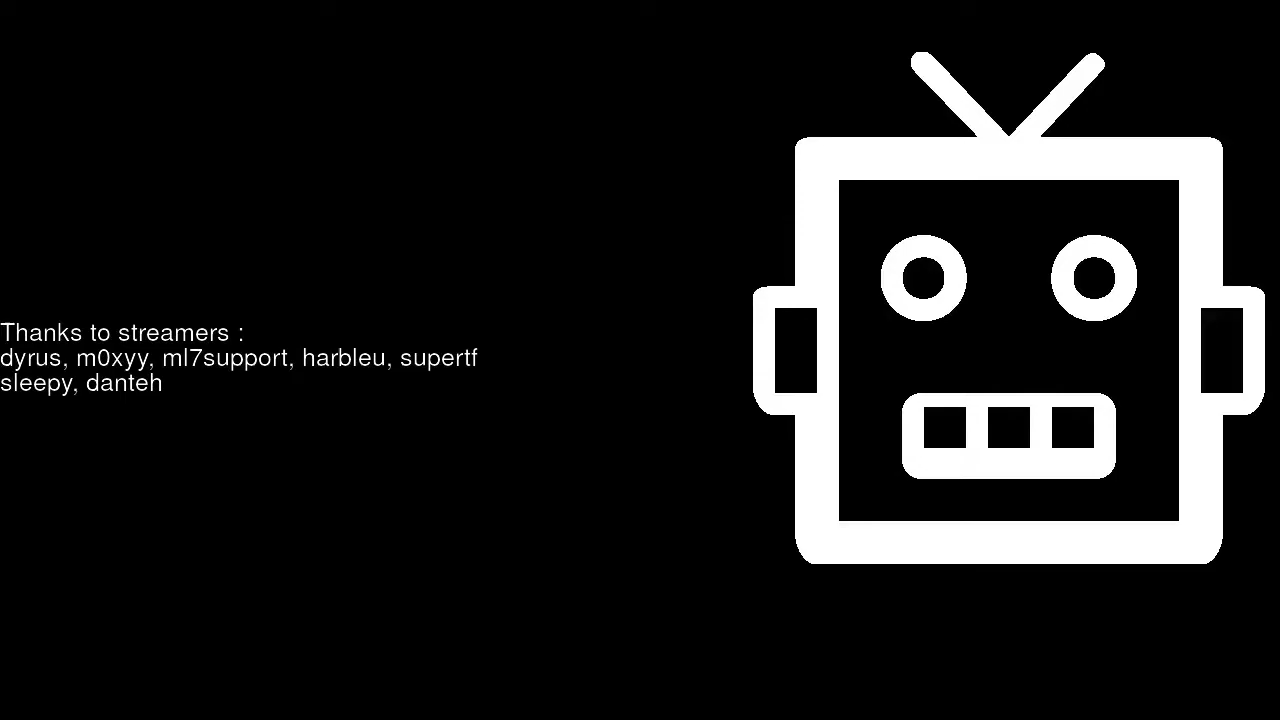 Thanks to streamers :
dyrus, m0xyy, ml7support, harbleu, supertf
sleepy, danteh